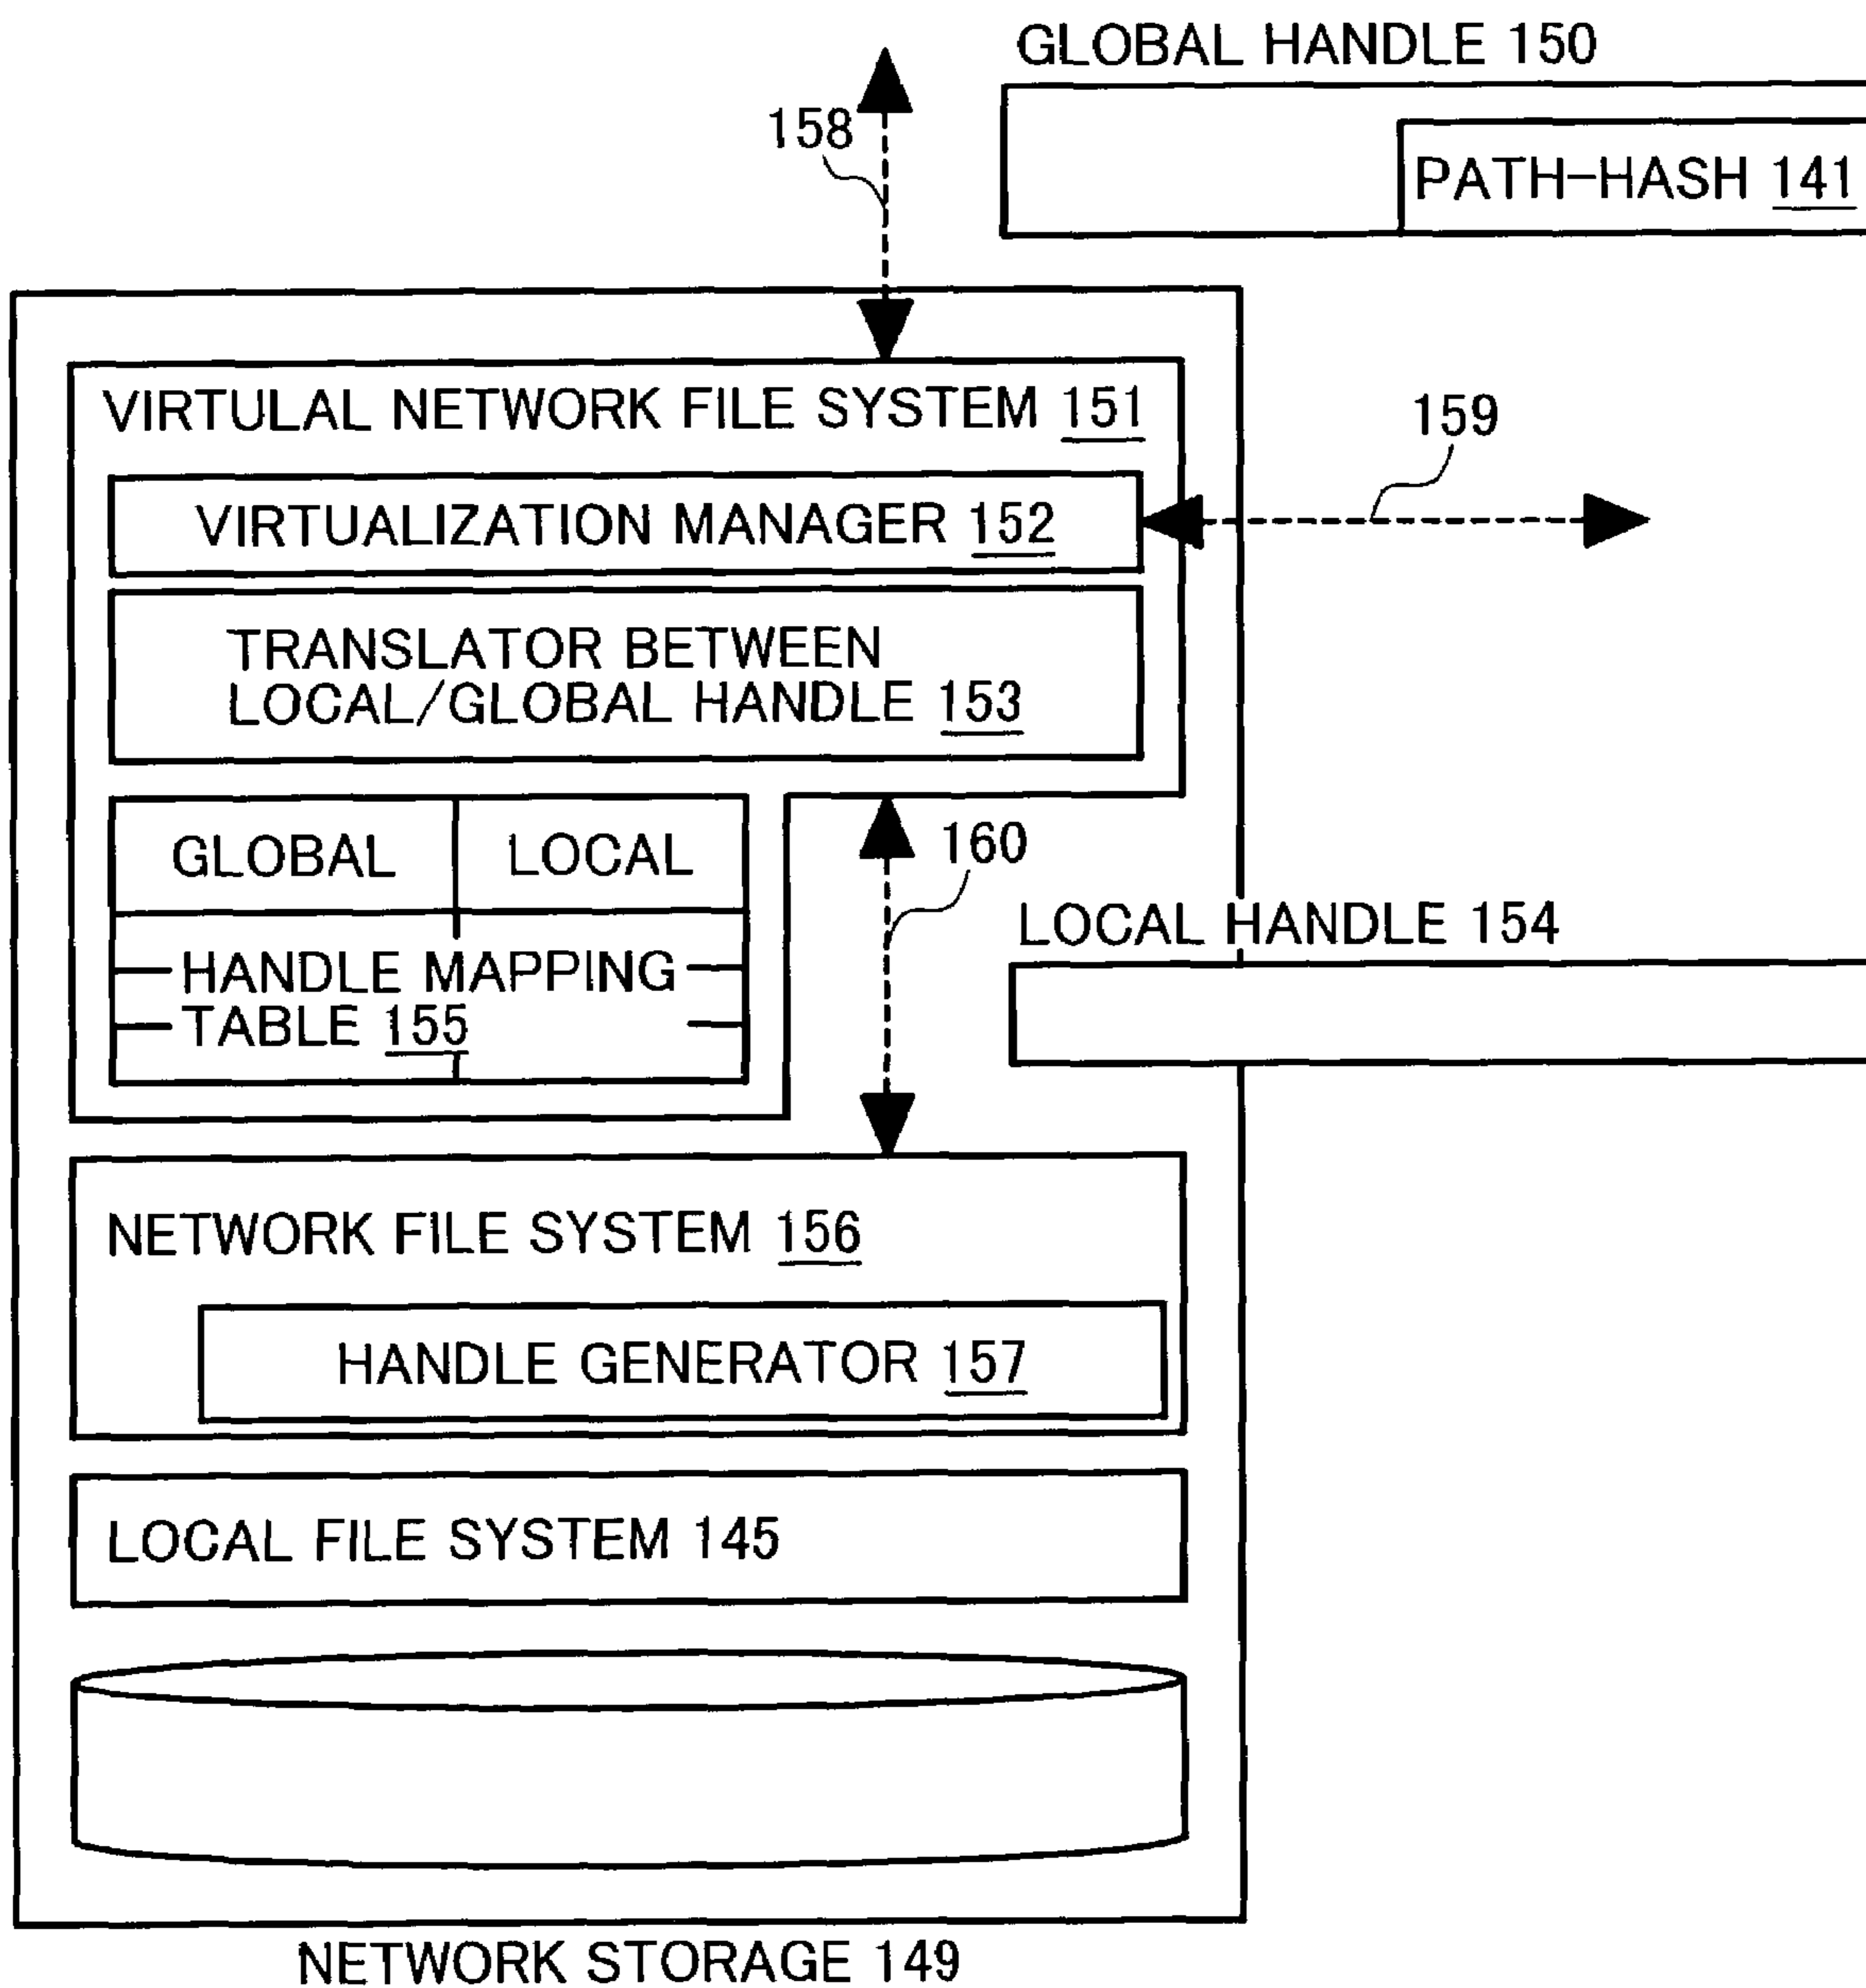 GLOBAL HANDLE 150
158
PATH-HASH 141
VIRTULAL NETWORK FILE SYSTEM 151
159
VIRTUALIZATION MANAGER 152
TRANSLATOR BETWEEN
LOCAL/GLOBAL HANDLE 153
GLOBAL
LOCAL
160
LOCAL HANDLE 154
HANDLE MAPPING
TABLE 155
NETWORK FILE SYSTEM 156
HANDLE GENERATOR 157
LOCAL FILE SYSTEM 145
NETWORK STORAGE 149